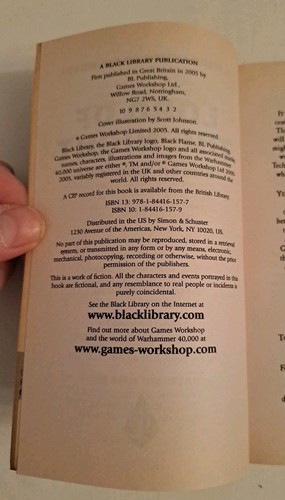 A BLACK LIBRARY PUBLICATION
First published in Great Britain in 2005 by
BL Publishing,
Games Workshop Ltd.,
Willow Road, Nottingham,
NG7 2WS, UK.
10 9 8 7 6 5 4 3 2
Cover illustration by Scott Johnson.
© Games Workshop Limited 2005. All rights reserved.
Black Library, the Black Library logo, Black Flame, BL Publishing,
Games Workshop, the Games Workshop logo and all associated marks,
names, characters, illustrations and images from the Warhammer
40,000 universe are either ®, TM and/or © Games Workshop Ltd 2000-
2005, variably registered in the UK and other countries around the
world. All rights reserved.
A CIP record for this book is available from the British Library.
ISBN 13: 978-1-84416-157-7
ISBN 10: 1-84416-157-9
Distributed in the US by Simon & Schuster
1230 Avenue of the Americas, New York, NY 10020, US.
No part of this publication may be reproduced, stored in a retrieval
system, or transmitted in any form or by any means, electronic,
mechanical, photocopying, recording or otherwise, without the prior
permission of the publishers.
This is a work of fiction. All the characters and events portrayed in this
book are fictional, and any resemblance to real people or incidents is
purely coincidental.
See the Black Library on the Internet at
www.blacklibrary.com
Find out more about Games Workshop
and the world of Warhammer 40,000 at
www.games-workshop.com